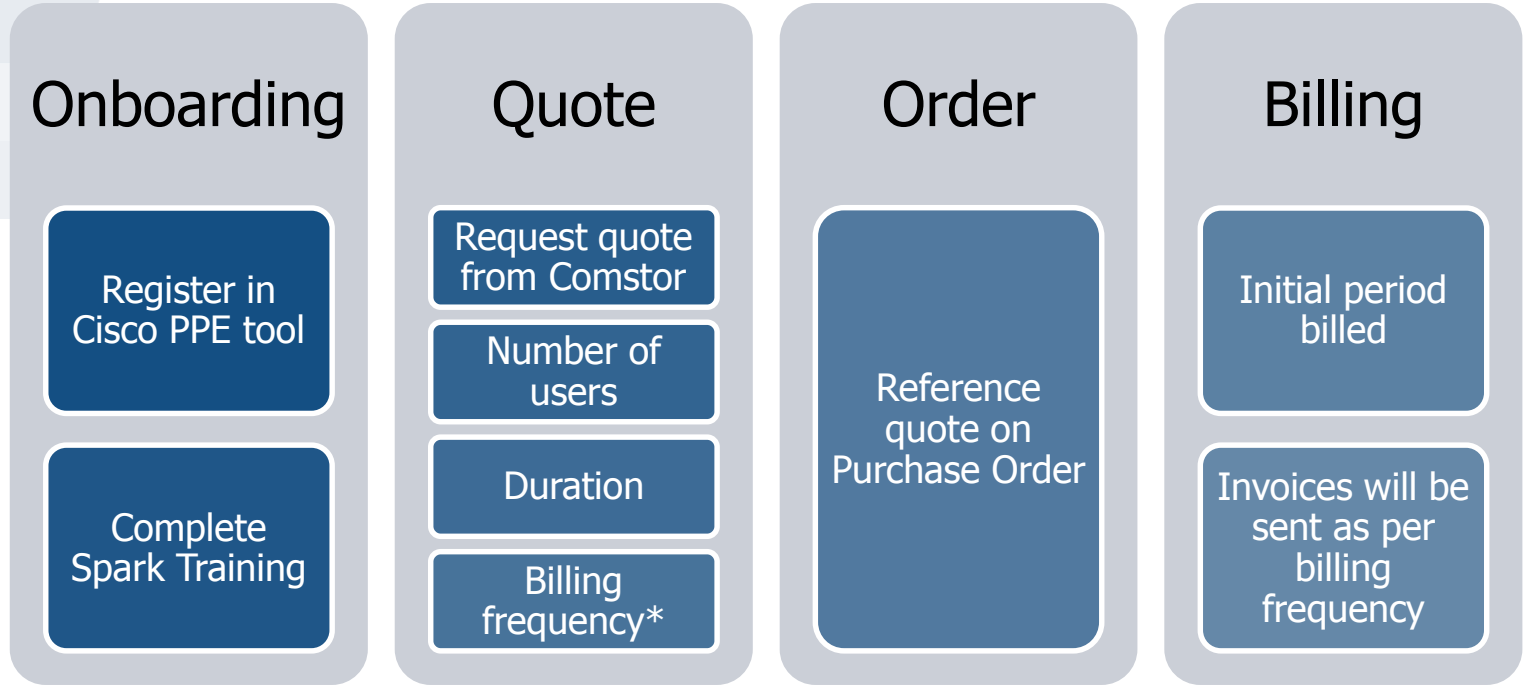 Onboarding
Register in
Cisco PPE tool
Complete
Spark Training
Quote
Request quote
from Comstor
Number of
users
Duration
Billing
frequency*
Order
Reference
quote on
Purchase Order
Billing
Initial period
billed
Invoices will be
sent as per
billing
frequency